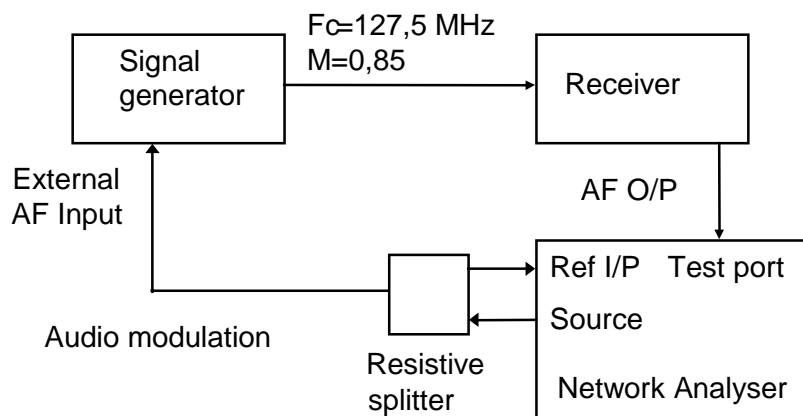 Fc=127,5 MHz
M=0,85
Signal
generator
Receiver
External
AF Input
AF O/P
Ref I/P Test port
Source
Audio modulation
Resistive
splitter
Network Analyser